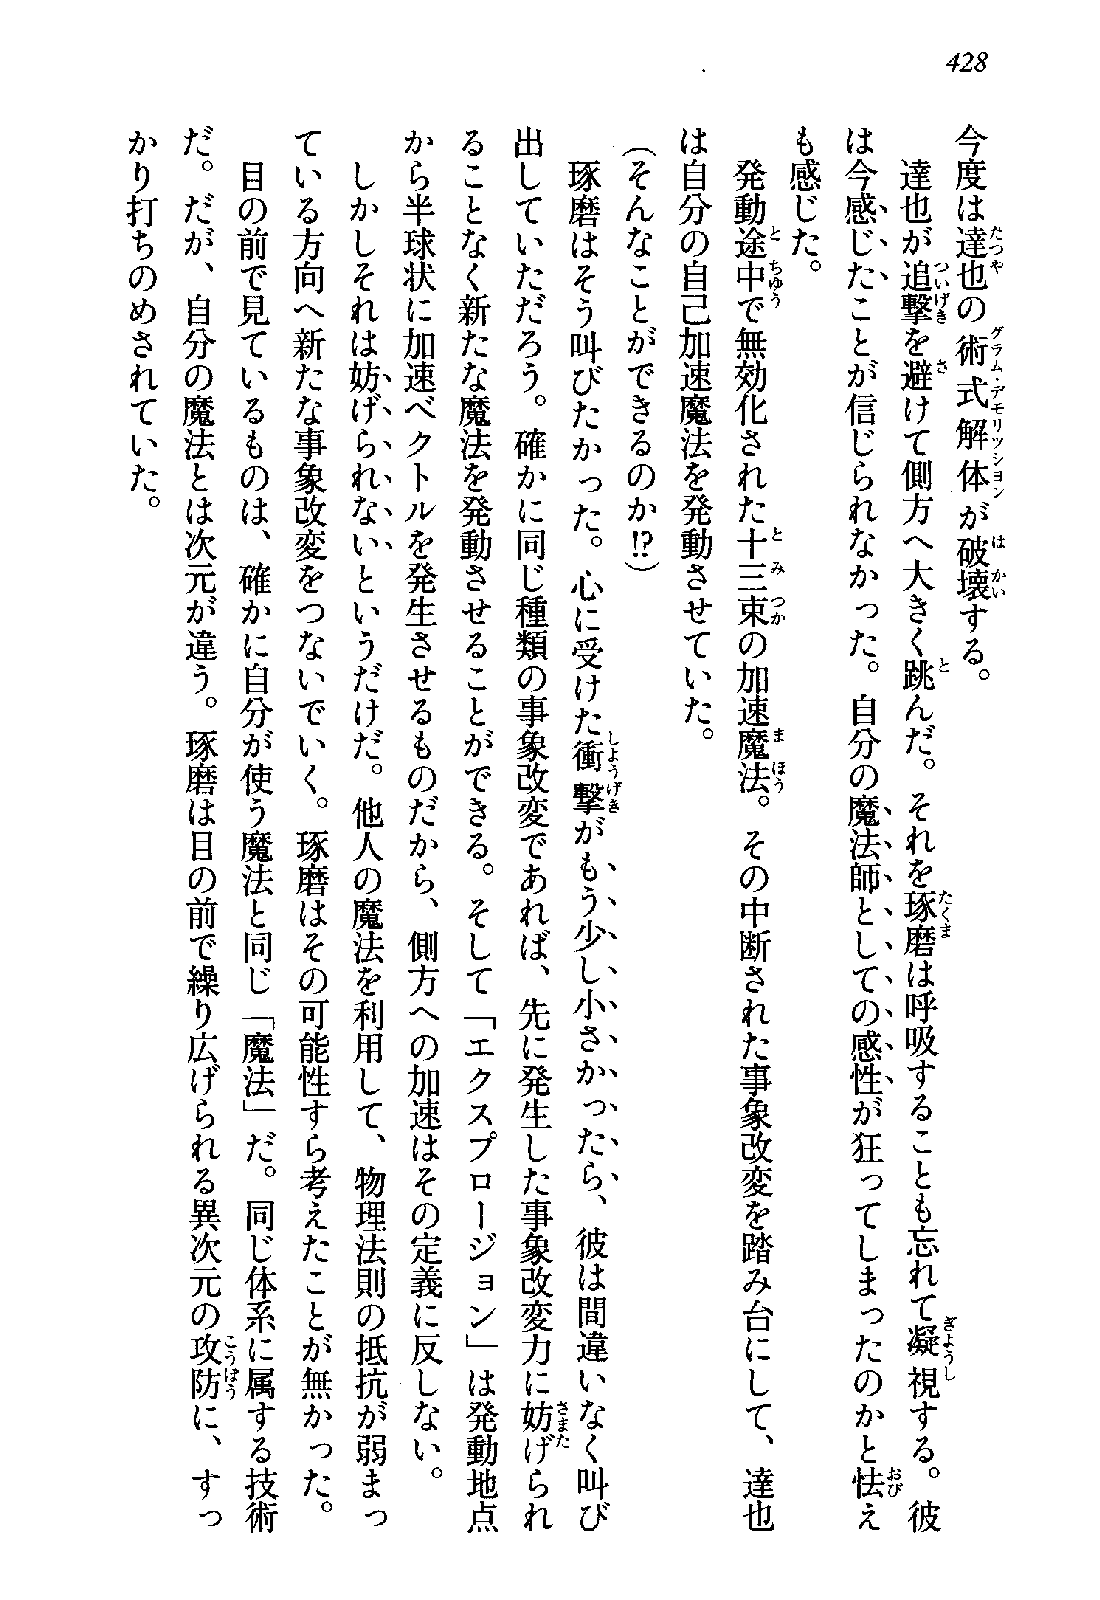 428
今度は達也の術式解体が破壊する。
達也が追撃を避けて側方へ大きく跳んだ。それを琢磨は呼吸することも忘れて凝視する。彼
は今感じたことが信じられなかった。自分の魔法師としての感性が狂ってしまったのかと怯え
も感じた。
発動途中で無効化された十三束の加速魔法。その中断された事象改変を踏み台にして、達也
は自分の自己加速魔法を発動させていた。
（そんなことができるのか!?）
琢磨はそう叫びたかった。心に受けた衝撃がもう少し小さかったら、彼は間違いなく叫び
出していただろう。確かに同じ種類の事象改変であれば、先に発生した事象改変力に妨げられ
ることなく新たな魔法を発動させることができる。そして「エクスプロージョン」は発動地点
から半球状に加速ベクトルを発生させるものだから、側方への加速はその定義に反しない。
しかしそれは妨げられないというだけだ。他人の魔法を利用して、物理法則の抵抗が弱まっ
ている方向へ新たな事象改変をつないでいく。琢磨はその可能性すら考えたことが無かった。
目の前で見ているものは、確かに自分が使う魔法と同じ「魔法」だ。同じ体系に属する技術
だ。だが、自分の魔法とは次元が違う。琢磨は目の前で繰り広げられる異次元の攻防に、すっ
かり打ちのめされていた。